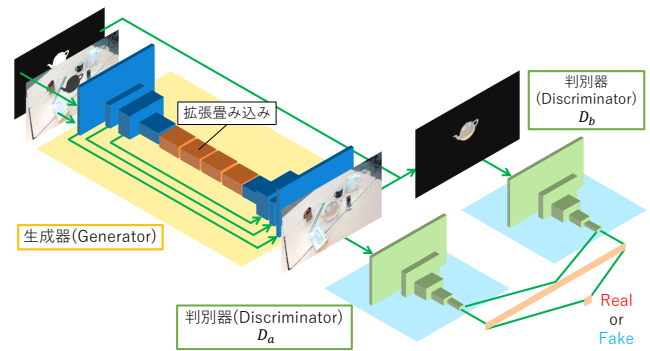 判別器
(Discriminator)
D_b
拡張畳み込み
生成器(Generator)
判別器(Discriminator)
D_a
Real
or
Fake